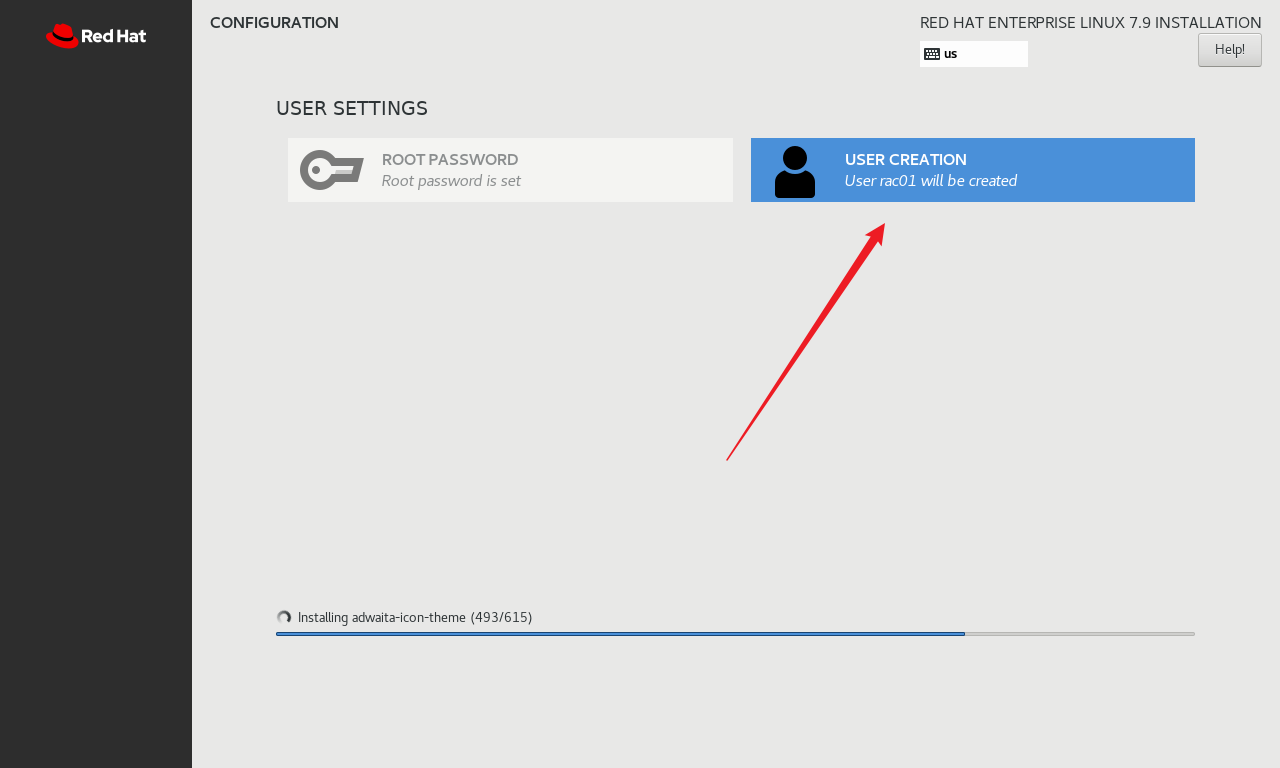 Red Hat
CONFIGURATION
RED HAT ENTERPRISE LINUX 7.9 INSTALLATION
us
Help!
USER SETTINGS
ROOT PASSWORD
Root password is set
USER CREATION
User rac01 will be created
Installing adwaita-icon-theme (493/615)